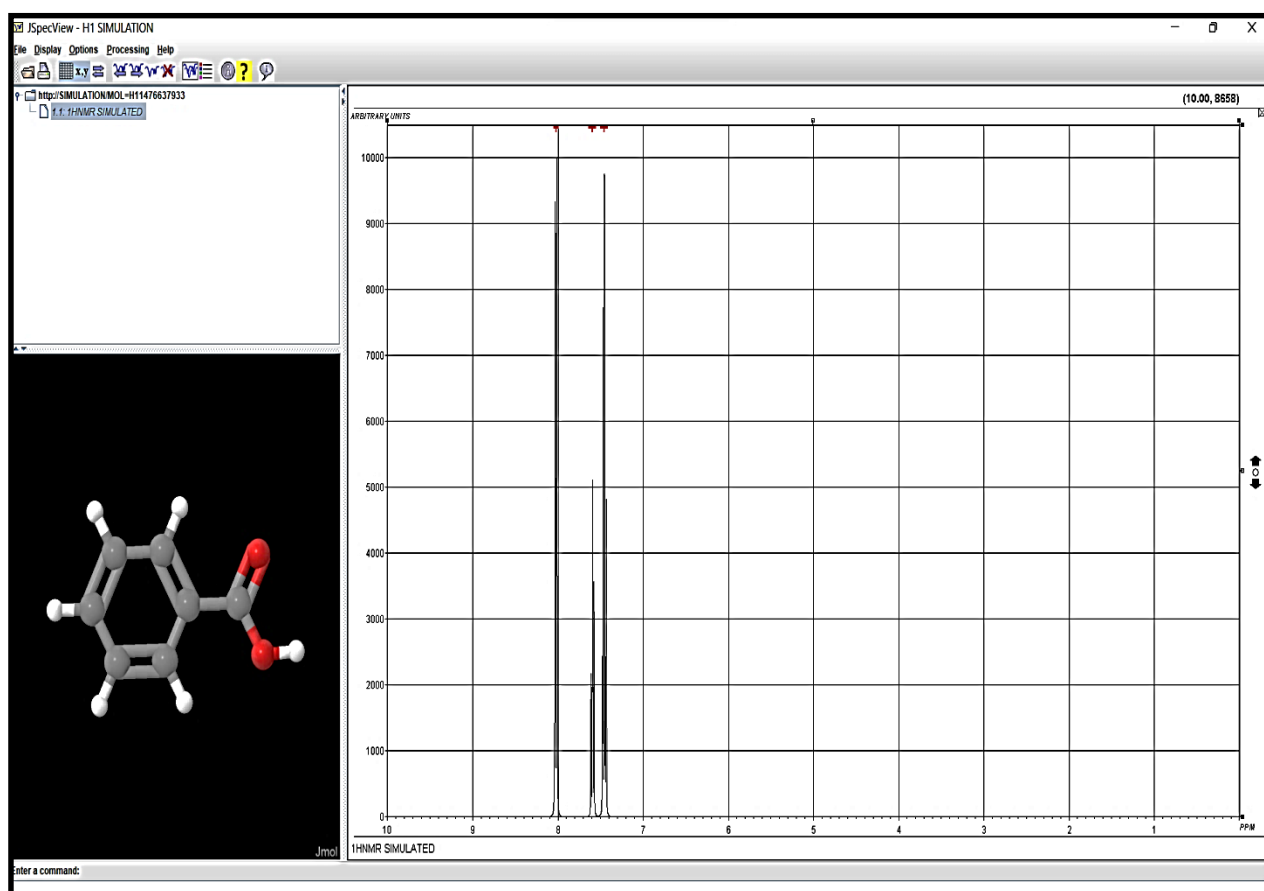 JSpecView - H1 SIMULATION
File Display Options Processing Help
x,y
http://SIMULATION/MOL=H11476637933
1.1: 1HNMR SIMULATED
(10.00, 8658)
ARBITRARY UNITS
10000
9000
8000
7000
6000
5000
4000
3000
2000
1000
0
10 9 8 7 6 5 4 3 2 1 PPM
1HNMR SIMULATED
Jmol
Enter a command: